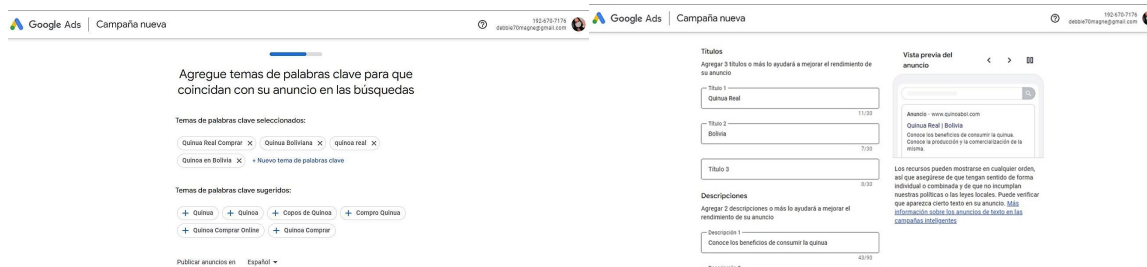 Google Ads | Campaña nueva
192-670-7176
debbie70magne@gmail.com
Agregue temas de palabras clave para que
coincidan con su anuncio en las búsquedas
Temas de palabras clave seleccionados:
Quinua Real Comprar ×
Quinua Boliviana ×
quinoa real ×
Quinoa en Bolivia ×
+ Nuevo tema de palabras clave
Temas de palabras clave sugeridos:
+ Quinua
+ Quinoa
+ Copos de Quinoa
+ Compro Quinua
+ Quinoa Comprar Online
+ Quinoa Comprar
Publicar anuncios en Español
Google Ads | Campaña nueva
192-670-7176
debbie70magne@gmail.com
Títulos
Agregar 3 títulos o más lo ayudará a mejorar el rendimiento de
su anuncio
Título 1
Quinua Real
11/30
Título 2
Bolivia
7/30
Título 3
0/30
Descripciones
Agregar 2 descripciones o más lo ayudará a mejorar el
rendimiento de su anuncio
Descripción 1
Conoce los beneficios de consumir la quinua
43/90
Vista previa del
anuncio
Anuncio · www.quinoabol.com
Quinua Real | Bolivia
Conoce los beneficios de consumir la quinua.
Conoce la producción y la comercialización de la
misma.
Los recursos pueden mostrarse en cualquier orden,
así que asegúrese de que tengan sentido de forma
individual o combinada y de que no incumplan
nuestras políticas o las leyes locales. Puede verificar
que aparezca cierto texto en su anuncio. Más
información sobre los anuncios de texto en las
campañas inteligentes